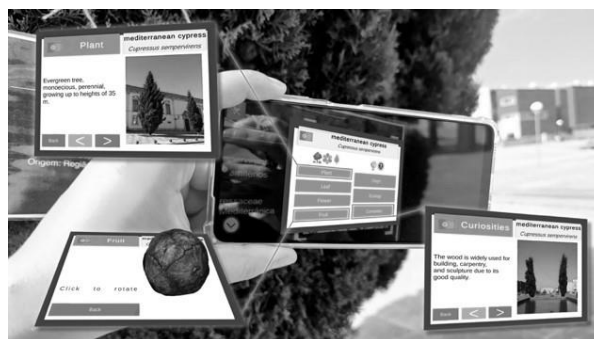 Plant
mediterranean cypress
Cupressus sempervirens
Evergreen tree,
monoecious, perennial,
growing up to heights of 35
m.
Back
<
>
Origem:
mediterranean cypress
Cupressus sempervirens
Plant
Leaf
Flower
Fruit
Fruit
Click to rotate
Back
Curiosities
mediterranean cypress
Cupressus sempervirens
The wood is widely used for
building, carpentry,
and sculpture due to its
good quality.
Back
<
>